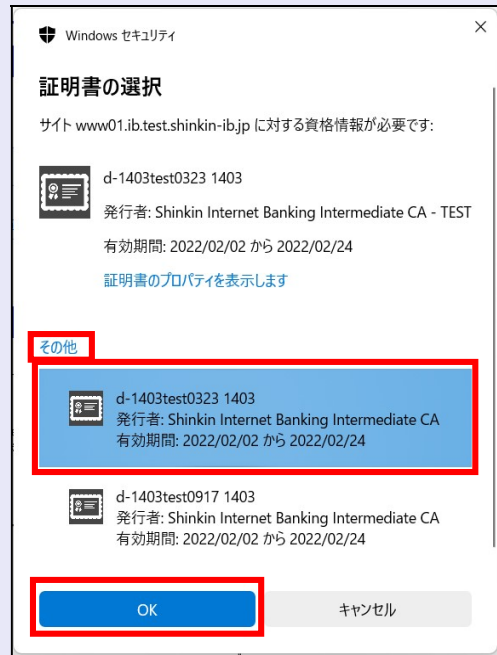 Windows セキュリティ
証明書の選択
サイト www01.ib.test.shinkin-ib.jp に対する資格情報が必要です:
d-1403test0323 1403
発行者: Shinkin Internet Banking Intermediate CA - TEST
有効期間: 2022/02/02 から 2022/02/24
証明書のプロパティを表示します
その他
d-1403test0323 1403
発行者: Shinkin Internet Banking Intermediate CA
有効期間: 2022/02/02 から 2022/02/24
d-1403test0917 1403
発行者: Shinkin Internet Banking Intermediate CA
有効期間: 2022/02/02 から 2022/02/24
OK
キャンセル